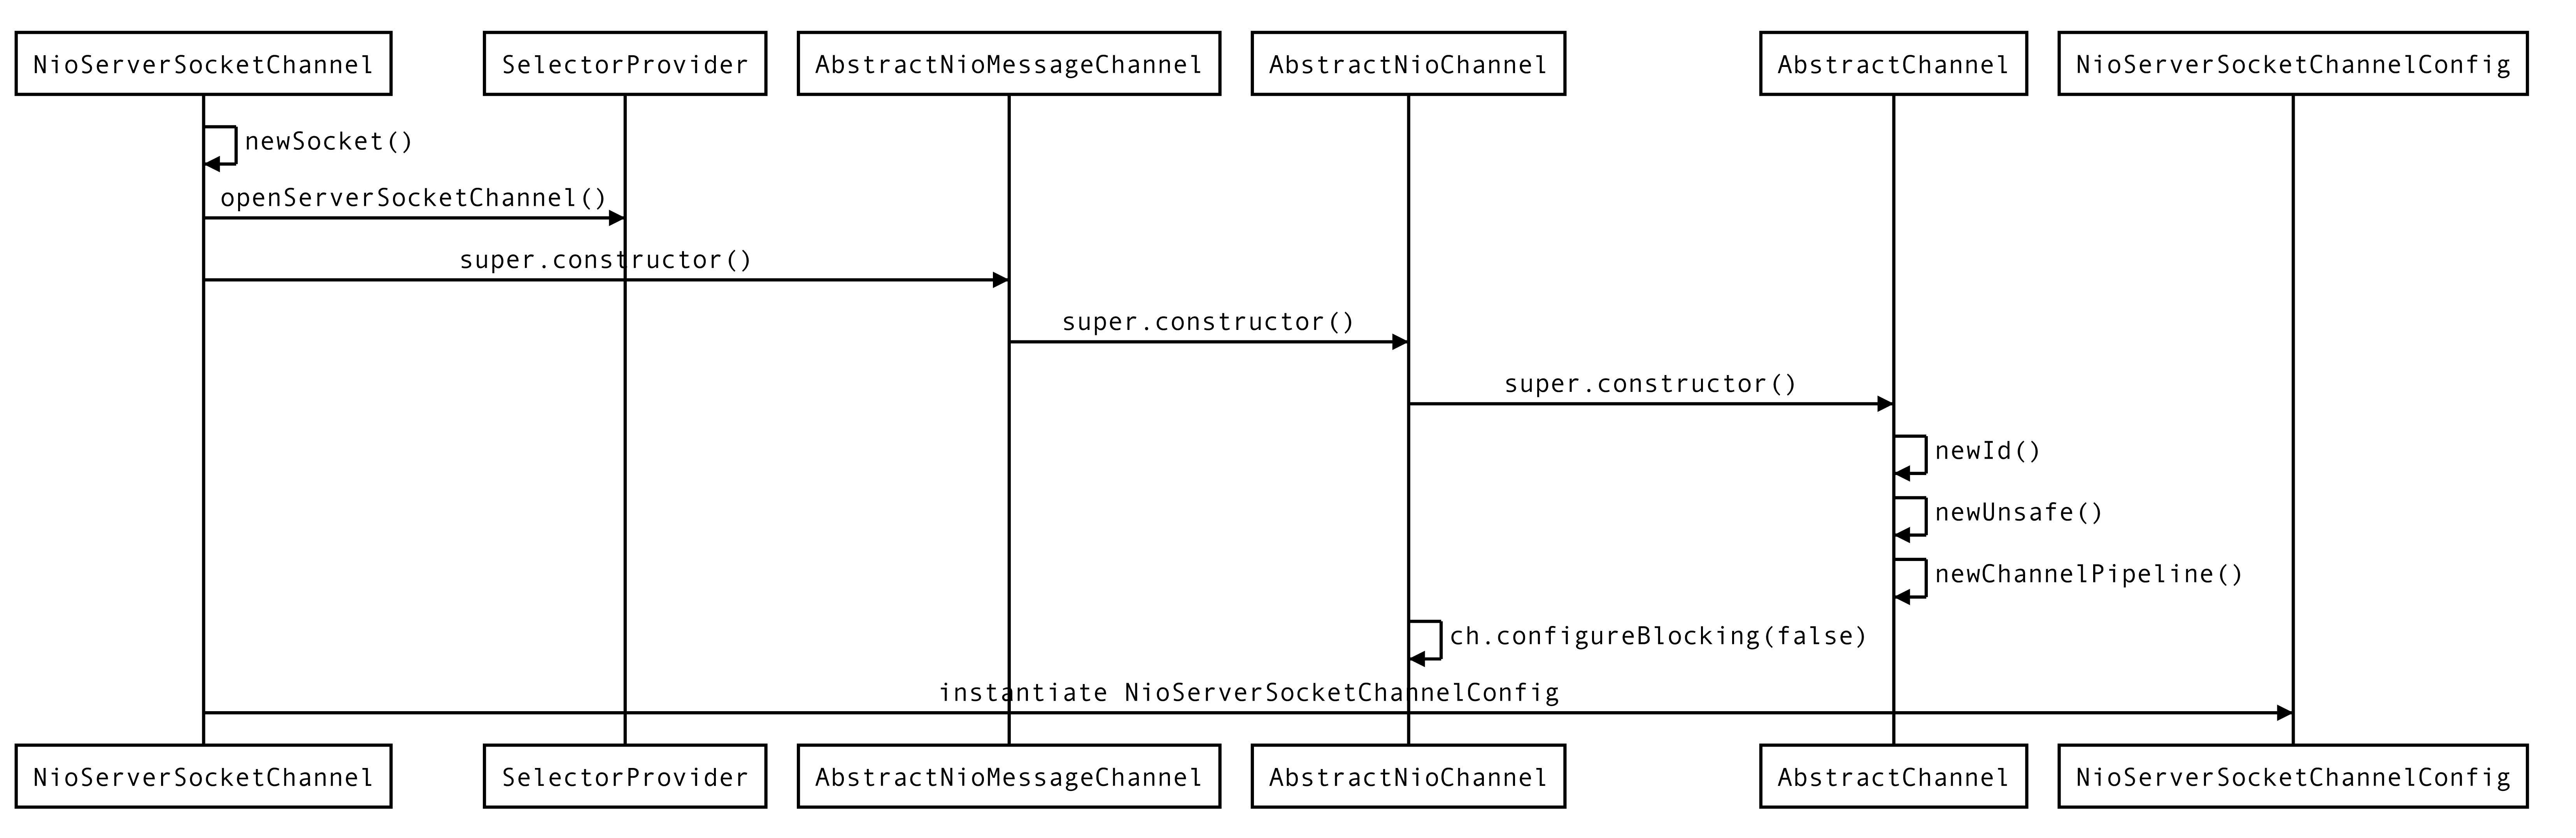 NioServerSocketChannel
SelectorProvider
AbstractNioMessageChannel
AbstractNioChannel
AbstractChannel
NioServerSocketChannelConfig
newSocket()
openServerSocketChannel()
super.constructor()
super.constructor()
super.constructor()
newId()
newUnsafe()
newChannelPipeline()
ch.configureBlocking(false)
instantiate NioServerSocketChannelConfig
NioServerSocketChannel
SelectorProvider
AbstractNioMessageChannel
AbstractNioChannel
AbstractChannel
NioServerSocketChannelConfig